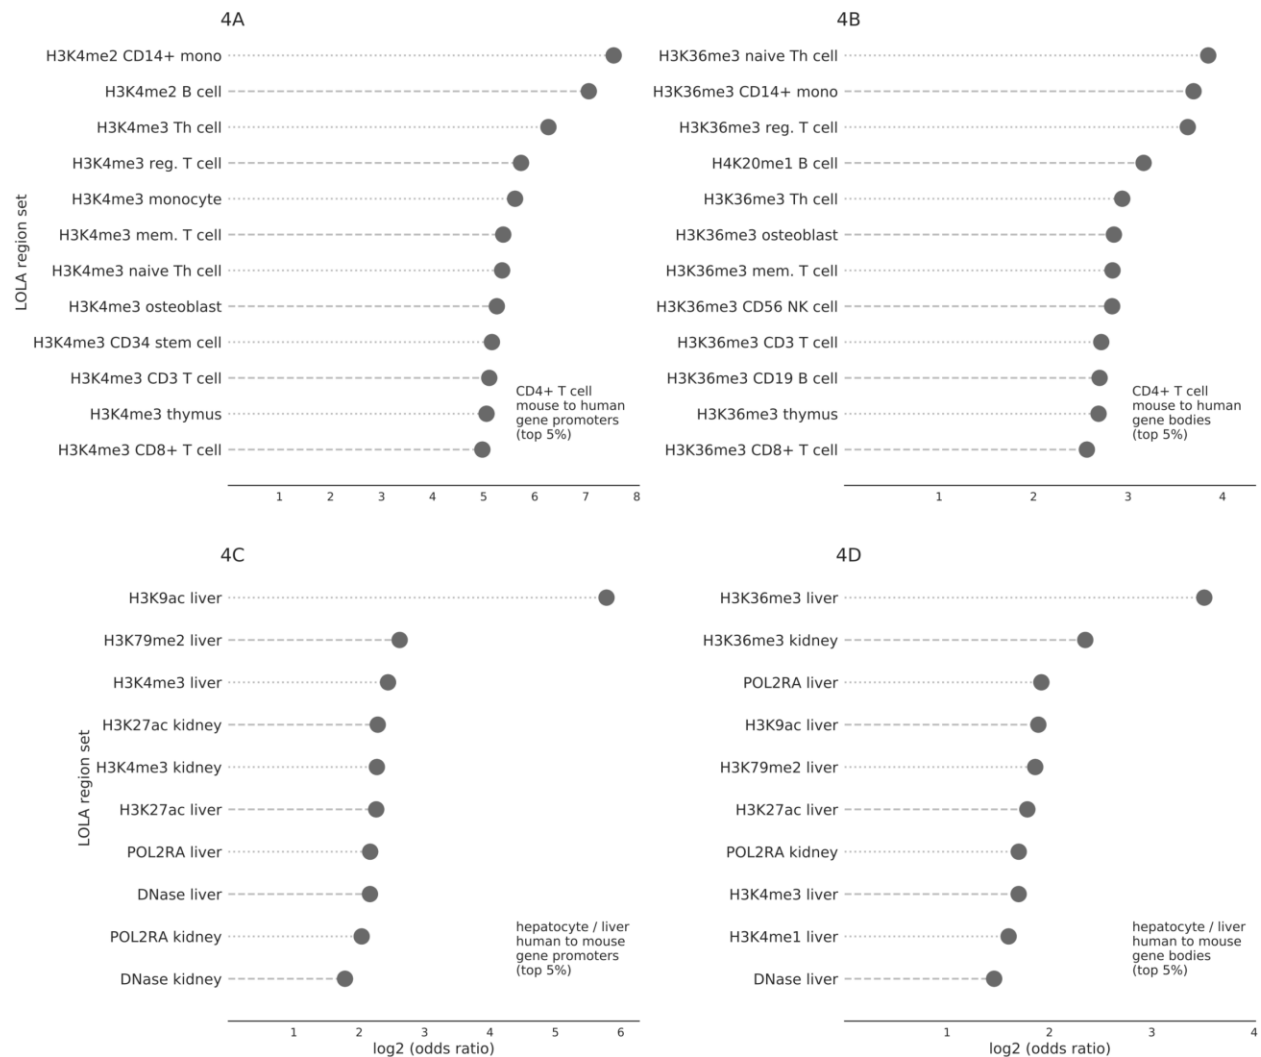 4A
H3K4me2 CD14+ mono
H3K4me2 B cell
H3K4me3 Th cell
H3K4me3 reg. T cell
H3K4me3 monocyte
H3K4me3 mem. T cell
H3K4me3 naive Th cell
H3K4me3 osteoblast
H3K4me3 CD34 stem cell
H3K4me3 CD3 T cell
H3K4me3 thymus
H3K4me3 CD8+ T cell
LOLA region set
CD4+ T cell
mouse to human
gene promoters
(top 5%)
1 2 3 4 5 6 7 8
4B
H3K36me3 naive Th cell
H3K36me3 CD14+ mono
H3K36me3 reg. T cell
H4K20me1 B cell
H3K36me3 Th cell
H3K36me3 osteoblast
H3K36me3 mem. T cell
H3K36me3 CD56 NK cell
H3K36me3 CD3 T cell
H3K36me3 CD19 B cell
H3K36me3 thymus
H3K36me3 CD8+ T cell
CD4+ T cell
mouse to human
gene bodies
(top 5%)
1 2 3 4
4C
H3K9ac liver
H3K79me2 liver
H3K4me3 liver
H3K27ac kidney
H3K4me3 kidney
H3K27ac liver
POL2RA liver
DNase liver
POL2RA kidney
DNase kidney
LOLA region set
hepatocyte / liver
human to mouse
gene promoters
(top 5%)
1 2 3 4 5 6
log2 (odds ratio)
4D
H3K36me3 liver
H3K36me3 kidney
POL2RA liver
H3K9ac liver
H3K79me2 liver
H3K27ac liver
POL2RA kidney
H3K4me3 liver
H3K4me1 liver
DNase liver
hepatocyte / liver
human to mouse
gene bodies
(top 5%)
1 2 3 4
log2 (odds ratio)